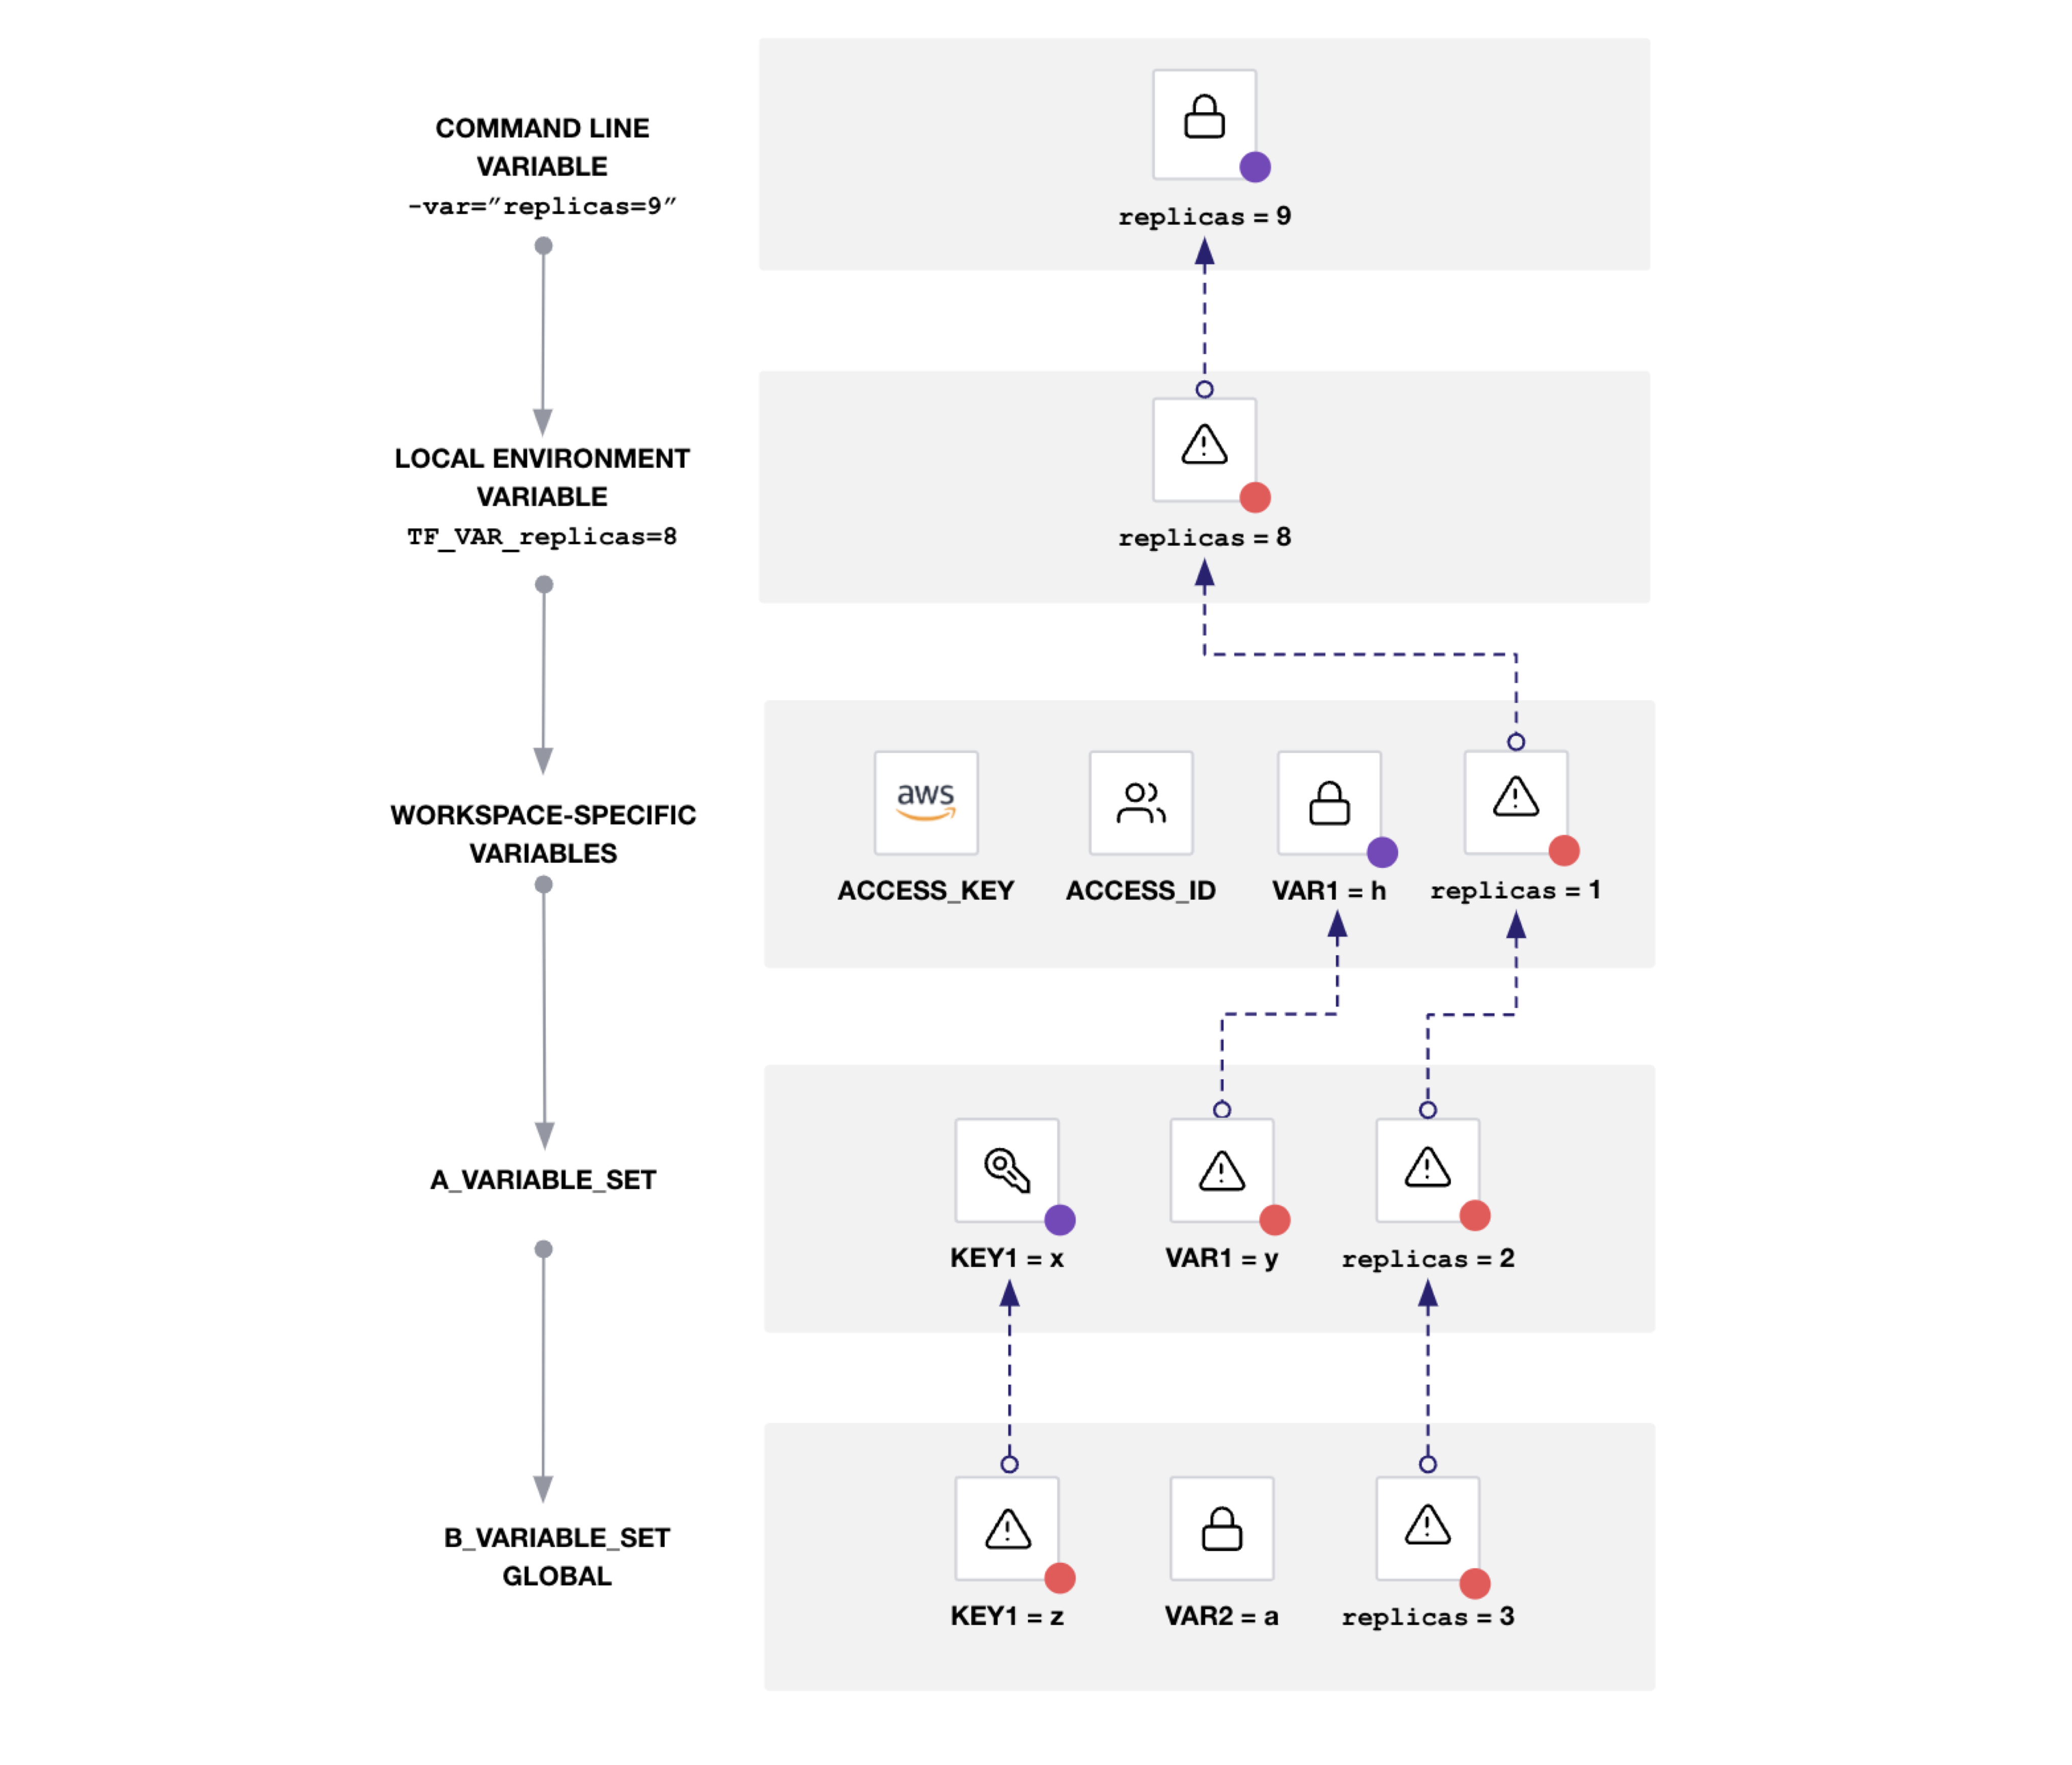 COMMAND LINE
VARIABLE
-var=”replicas=9”
replicas = 9
LOCAL ENVIRONMENT
VARIABLE
TF_VAR_replicas=8
replicas = 8
WORKSPACE-SPECIFIC
VARIABLES
aws
ACCESS_KEY
ACCESS_ID
VAR1 = h
replicas = 1
A_VARIABLE_SET
KEY1 = x
VAR1 = y
replicas = 2
B_VARIABLE_SET
GLOBAL
KEY1 = z
VAR2 = a
replicas = 3